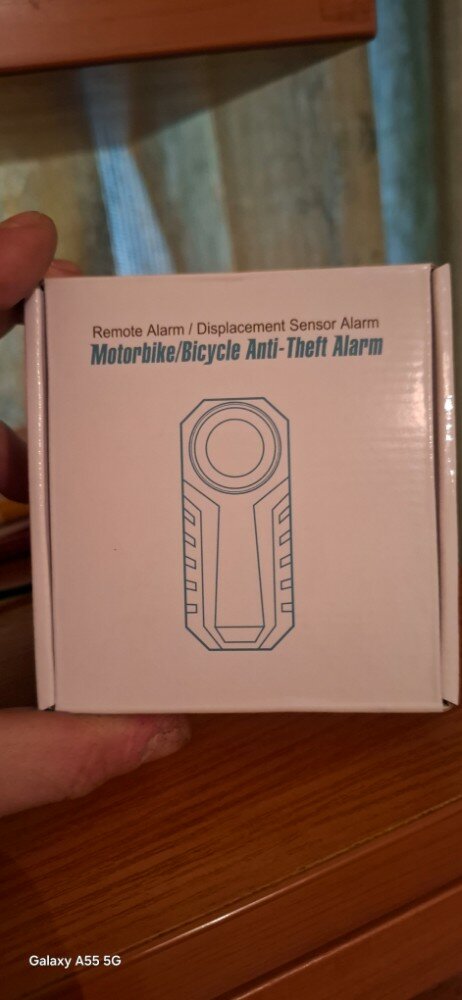 Remote Alarm / Displacement Sensor Alarm
Motorbike/Bicycle Anti-Theft Alarm
Galaxy A55 5G